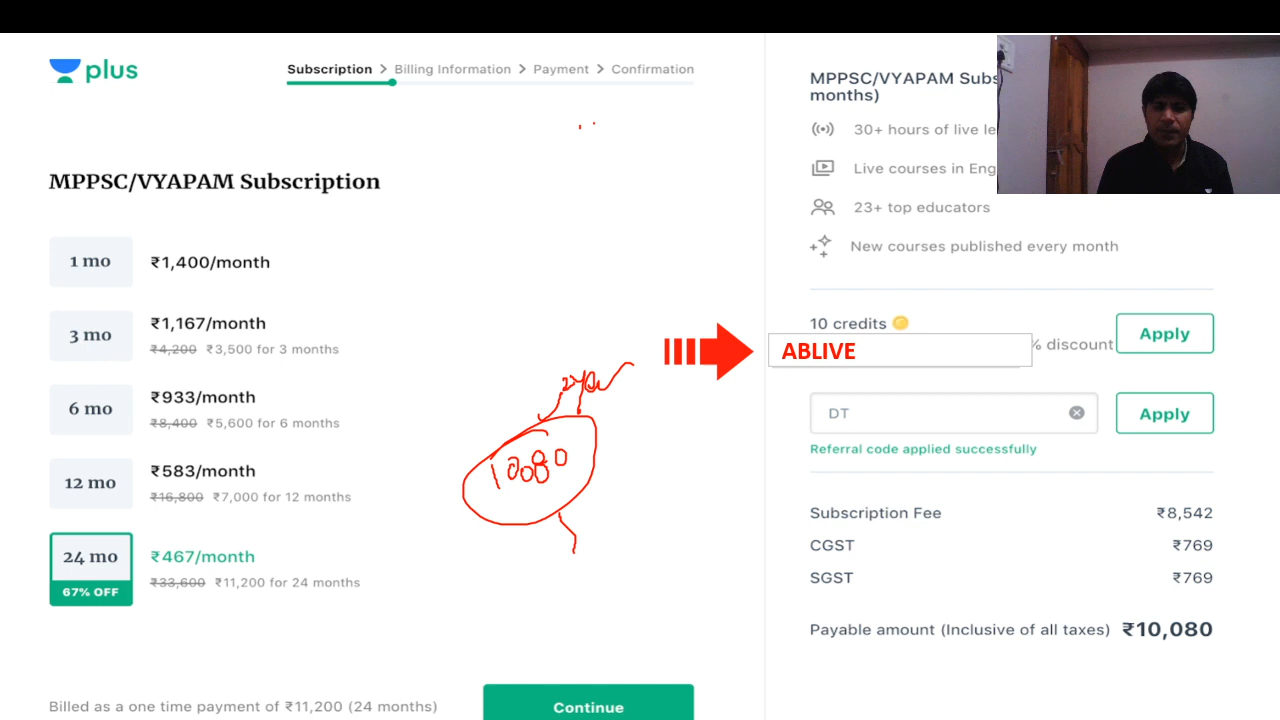 plus
Subscription > Billing Information > Payment > Confirmation
MPPSC/VYAPAM Subscription
1 mo ₹1,400/month
3 mo ₹1,167/month
₹4,200 ₹3,500 for 3 months
6 mo ₹933/month
₹8,400 ₹5,600 for 6 months
12 mo ₹583/month
₹16,800 ₹7,000 for 12 months
24 mo ₹467/month
67% OFF ₹33,600 ₹11,200 for 24 months
Billed as a one time payment of ₹11,200 (24 months)
Continue
10080
MPPSC/VYAPAM Subs
months)
30+ hours of live le
Live courses in Eng
23+ top educators
New courses published every month
10 credits
Apply
ABLIVE
% discount
DT
Apply
Referral code applied successfully
Subscription Fee ₹8,542
CGST ₹769
SGST ₹769
Payable amount (Inclusive of all taxes) ₹10,080